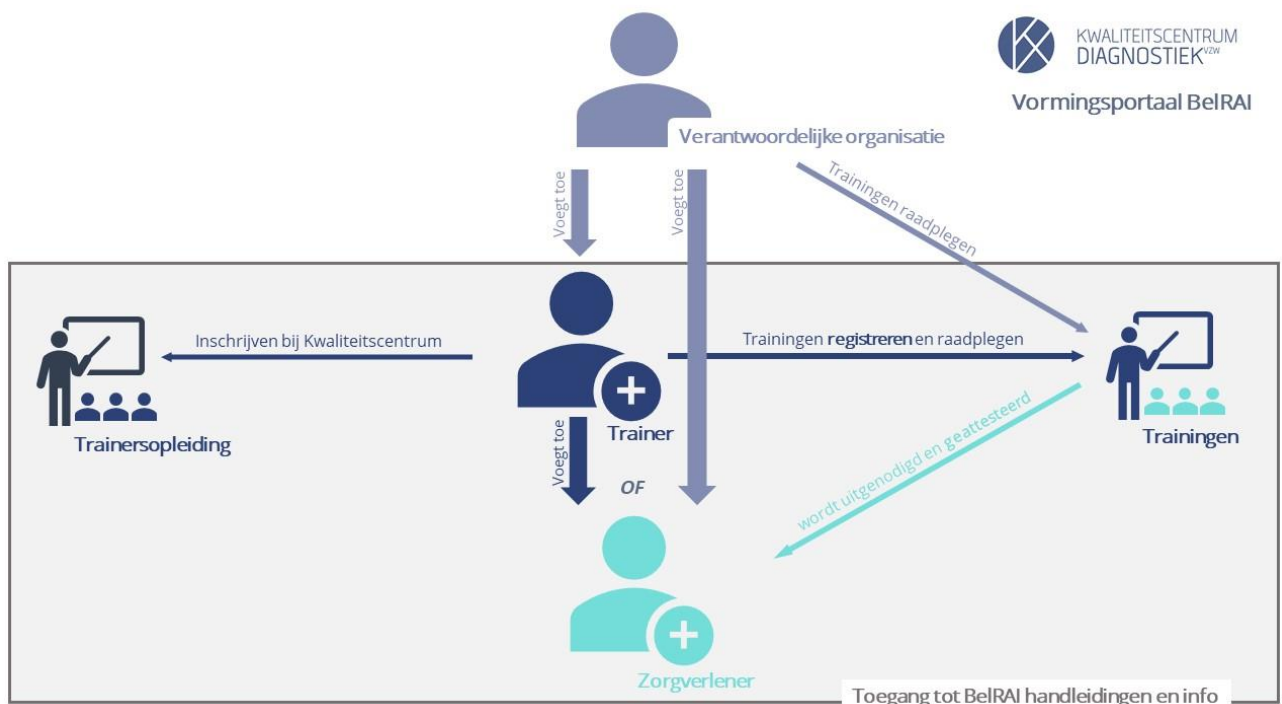 KWALITEITSCENTRUM
DIAGNOSTIEK VZW
Vormingsportaal BelRAI
Verantwoordelijke organisatie
Voegt toe
Voegt toe
Trainingen raadplegen
Inschrijven bij Kwaliteitscentrum
Trainingen registreren en raadplegen
Trainersopleiding
Trainer
Trainingen
Voegt toe
OF
wordt uitgenodigd en geattesteerd
Zorgverlener
Toegang tot BelRAI handleidingen en info